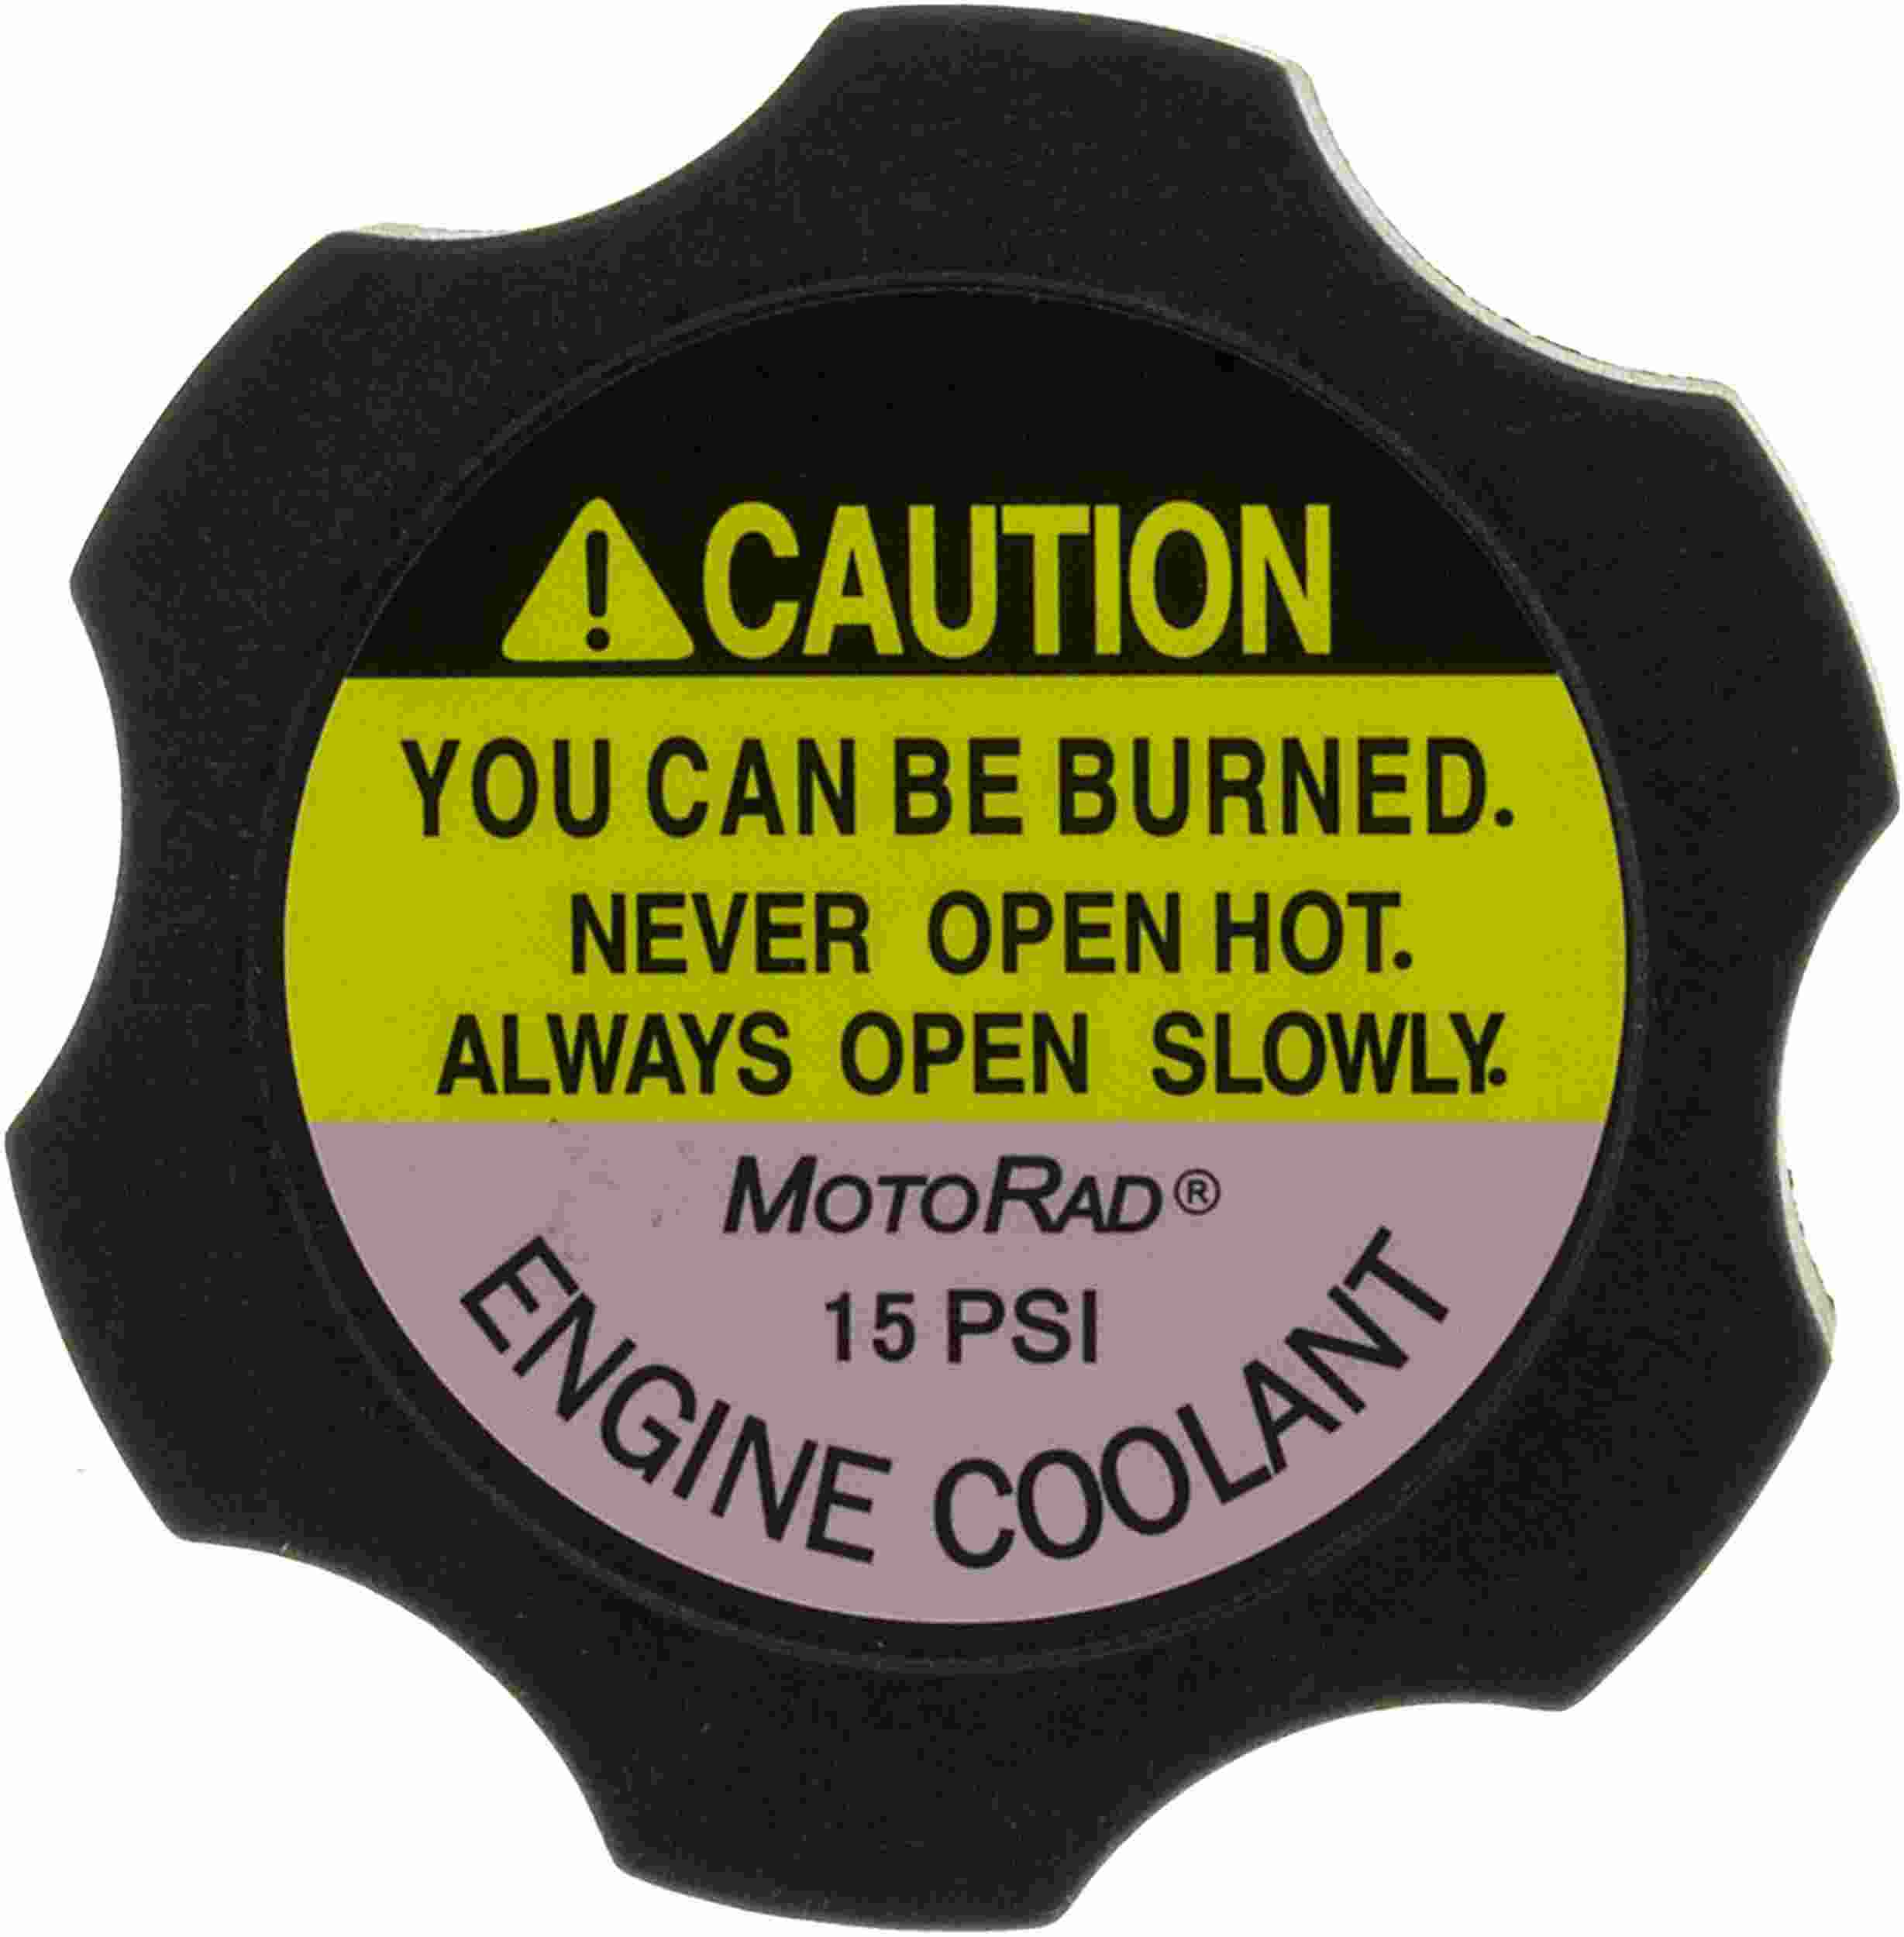 CAUTION
YOU CAN BE BURNED.
NEVER OPEN HOT.
ALWAYS OPEN SLOWLY.
MOTORAD®
15 PSI
ENGINE COOLANT